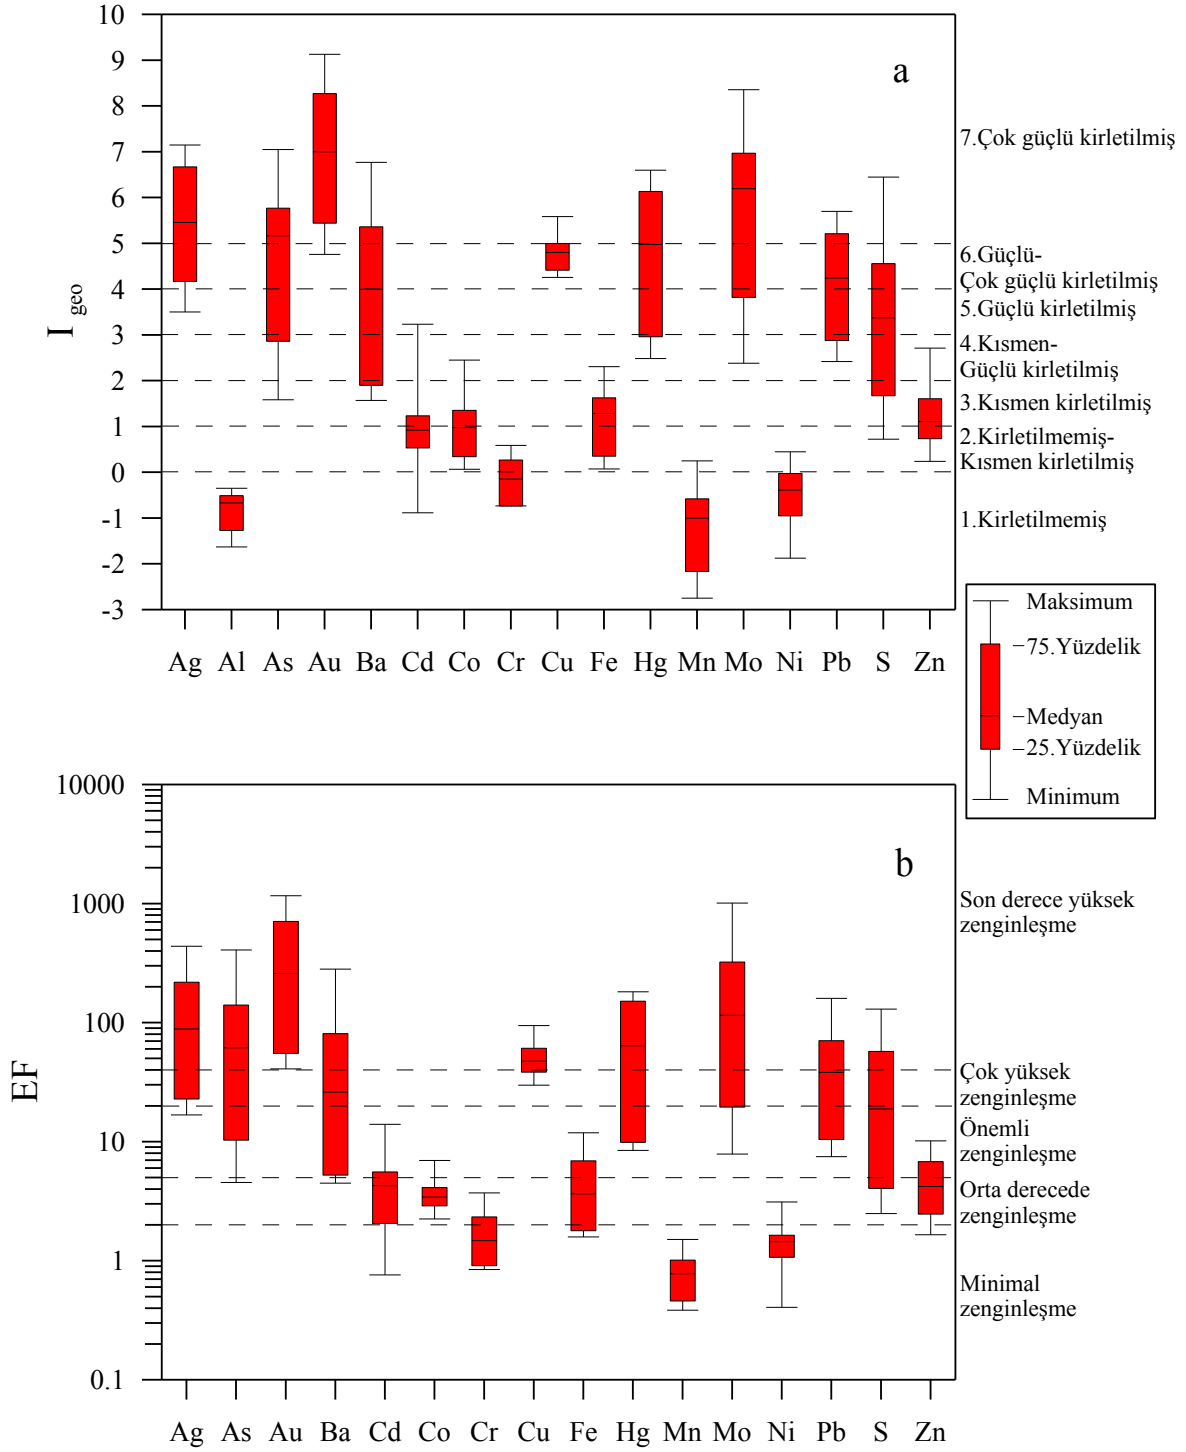 10
9
8
7
6
5
4
3
2
1
0
-1
-2
-3
I geo
a
7.Çok güçlü kirletilmiş
6.Güçlü-
Çok güçlü kirletilmiş
5.Güçlü kirletilmiş
4.Kısmen-
Güçlü kirletilmiş
3.Kısmen kirletilmiş
2.Kirletilmemiş-
Kısmen kirletilmiş
1.Kirletilmemiş
Ag Al As Au Ba Cd Co Cr Cu Fe Hg Mn Mo Ni Pb S Zn
Maksimum
75.Yüzdelik
Medyan
25.Yüzdelik
Minimum
10000
1000
100
10
1
0.1
EF
b
Son derece yüksek
zenginleşme
Çok yüksek
zenginleşme
Önemli
zenginleşme
Orta derecede
zenginleşme
Minimal
zenginleşme
Ag As Au Ba Cd Co Cr Cu Fe Hg Mn Mo Ni Pb S Zn